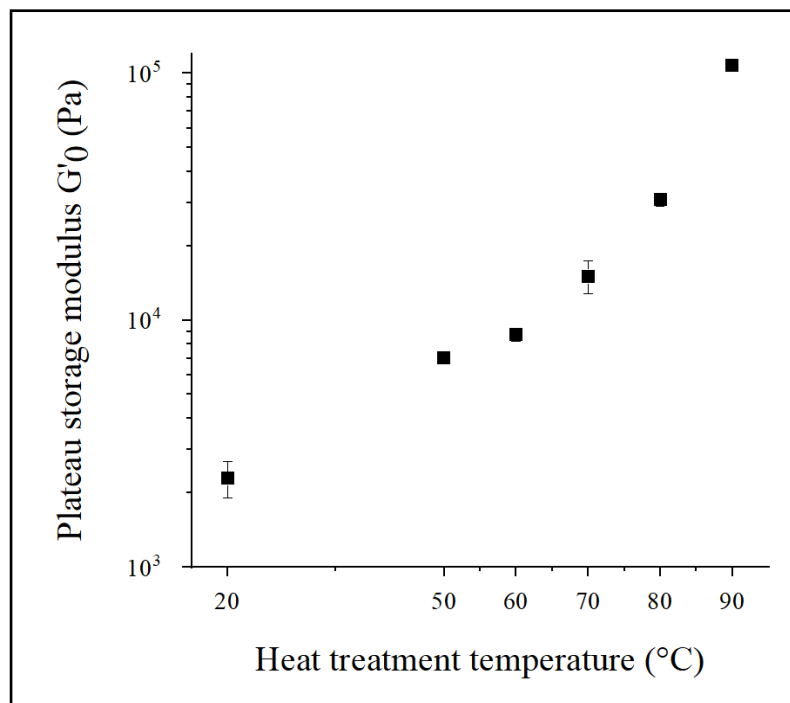 Plateau storage modulus G'0 (Pa)
10^5
10^4
10^3
20 50 60 70 80 90
Heat treatment temperature (°C)